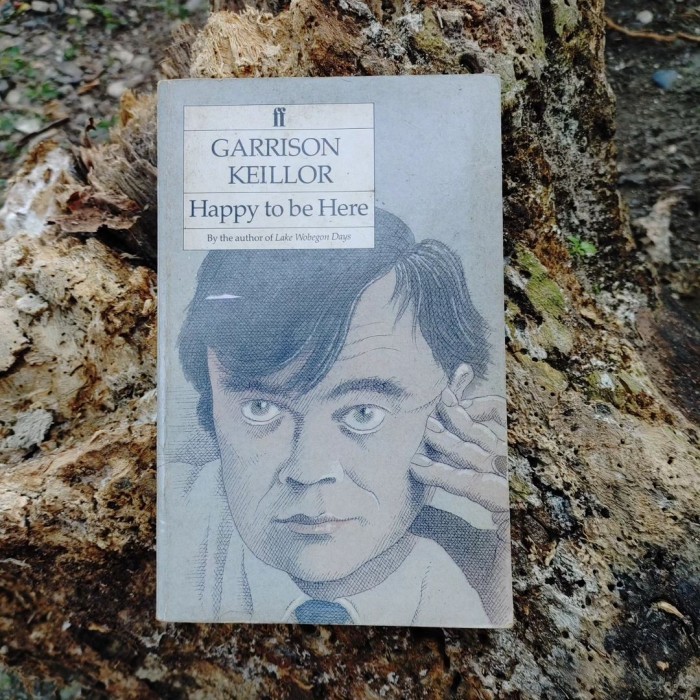 ff
GARRISON
KEILLOR
Happy to be Here
By the author of Lake Wobegon Days